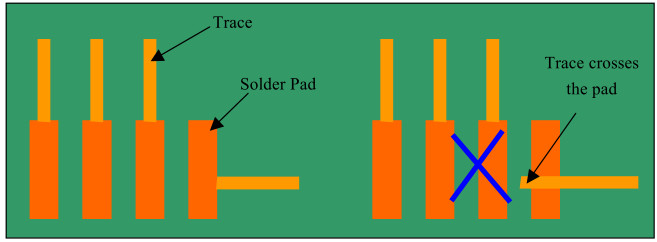 Trace
Solder Pad
Trace crosses
the pad